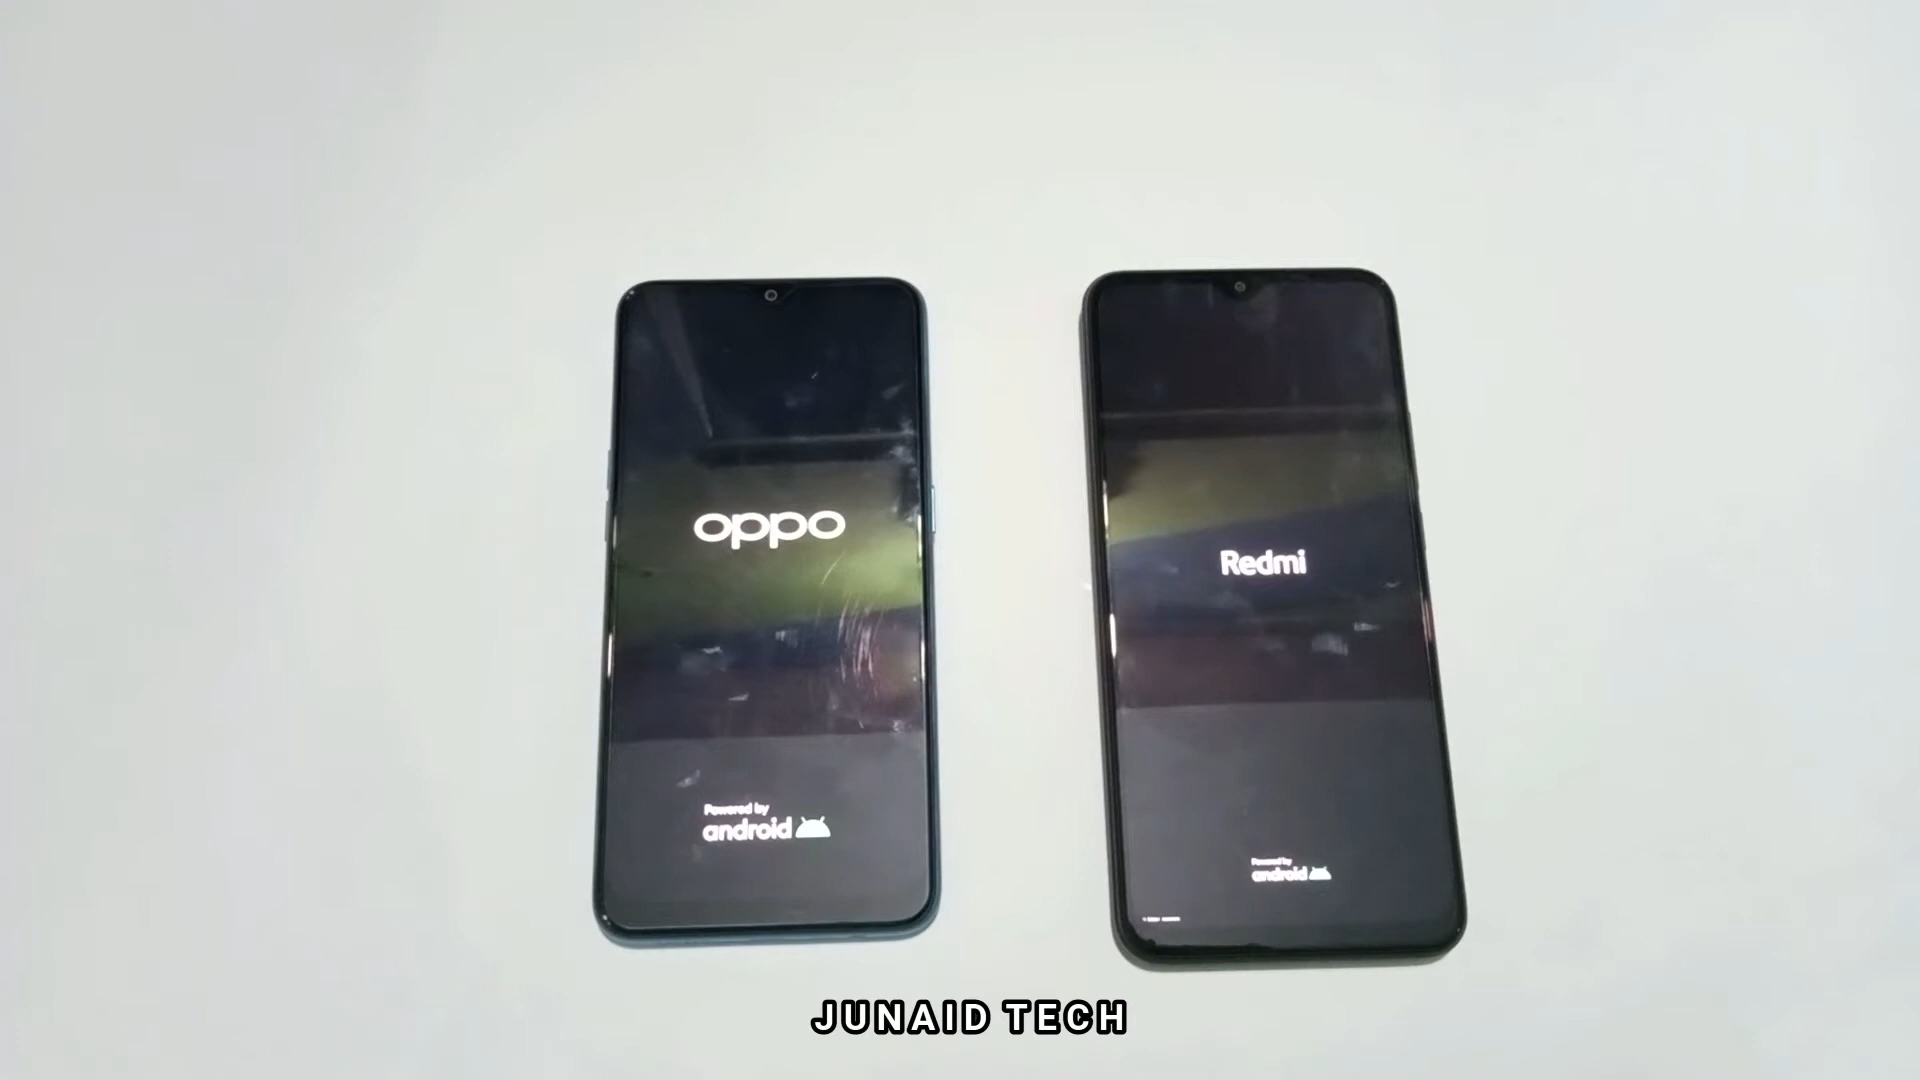 oppo
Powered by
android
Redmi
Powered by
android
JUNAID TECH